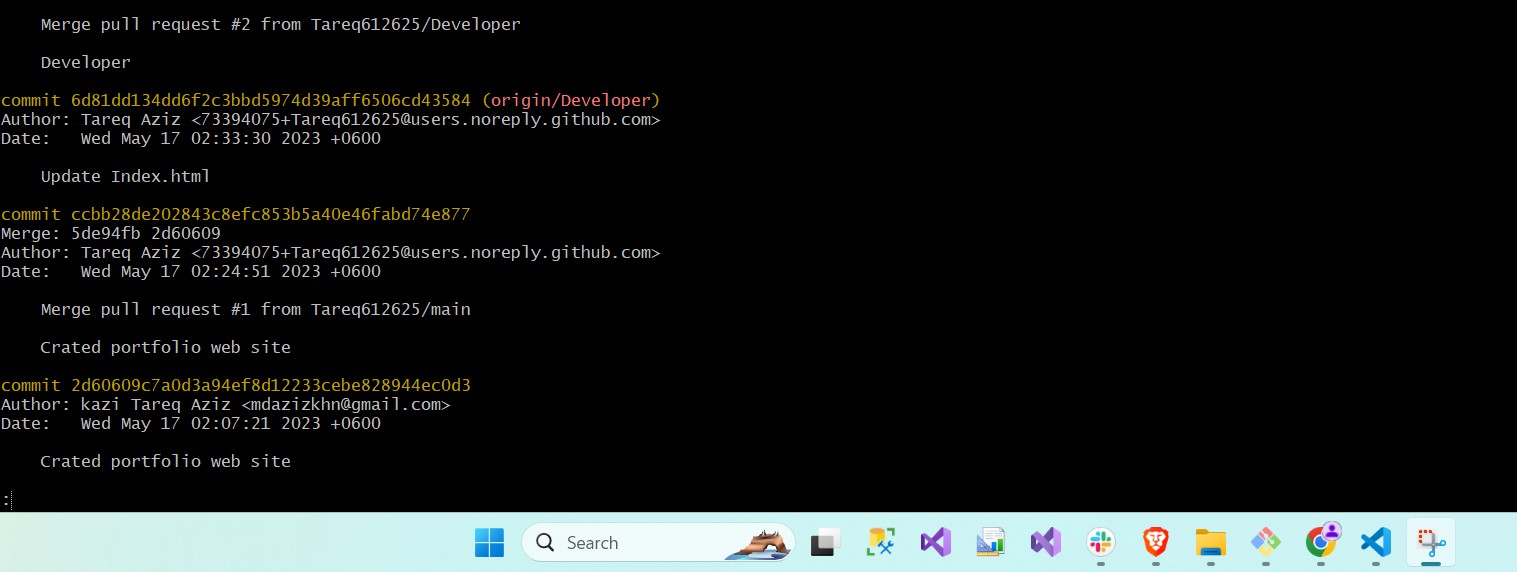 Merge pull request #2 from Tareq612625/Developer
Developer
commit 6d81dd134dd6f2c3bbd5974d39aff6506cd43584 (origin/Developer)
Author: Tareq Aziz <73394075+Tareq612625@users.noreply.github.com>
Date:   Wed May 17 02:33:30 2023 +0600
Update Index.html
commit ccbb28de202843c8efc853b5a40e46fabd74e877
Merge: 5de94fb 2d60609
Author: Tareq Aziz <73394075+Tareq612625@users.noreply.github.com>
Date:   Wed May 17 02:24:51 2023 +0600
Merge pull request #1 from Tareq612625/main
Crated portfolio web site
commit 2d60609c7a0d3a94ef8d12233cebe828944ec0d3
Author: kazi Tareq Aziz <mdazizkhn@gmail.com>
Date:   Wed May 17 02:07:21 2023 +0600
Crated portfolio web site
:
Search